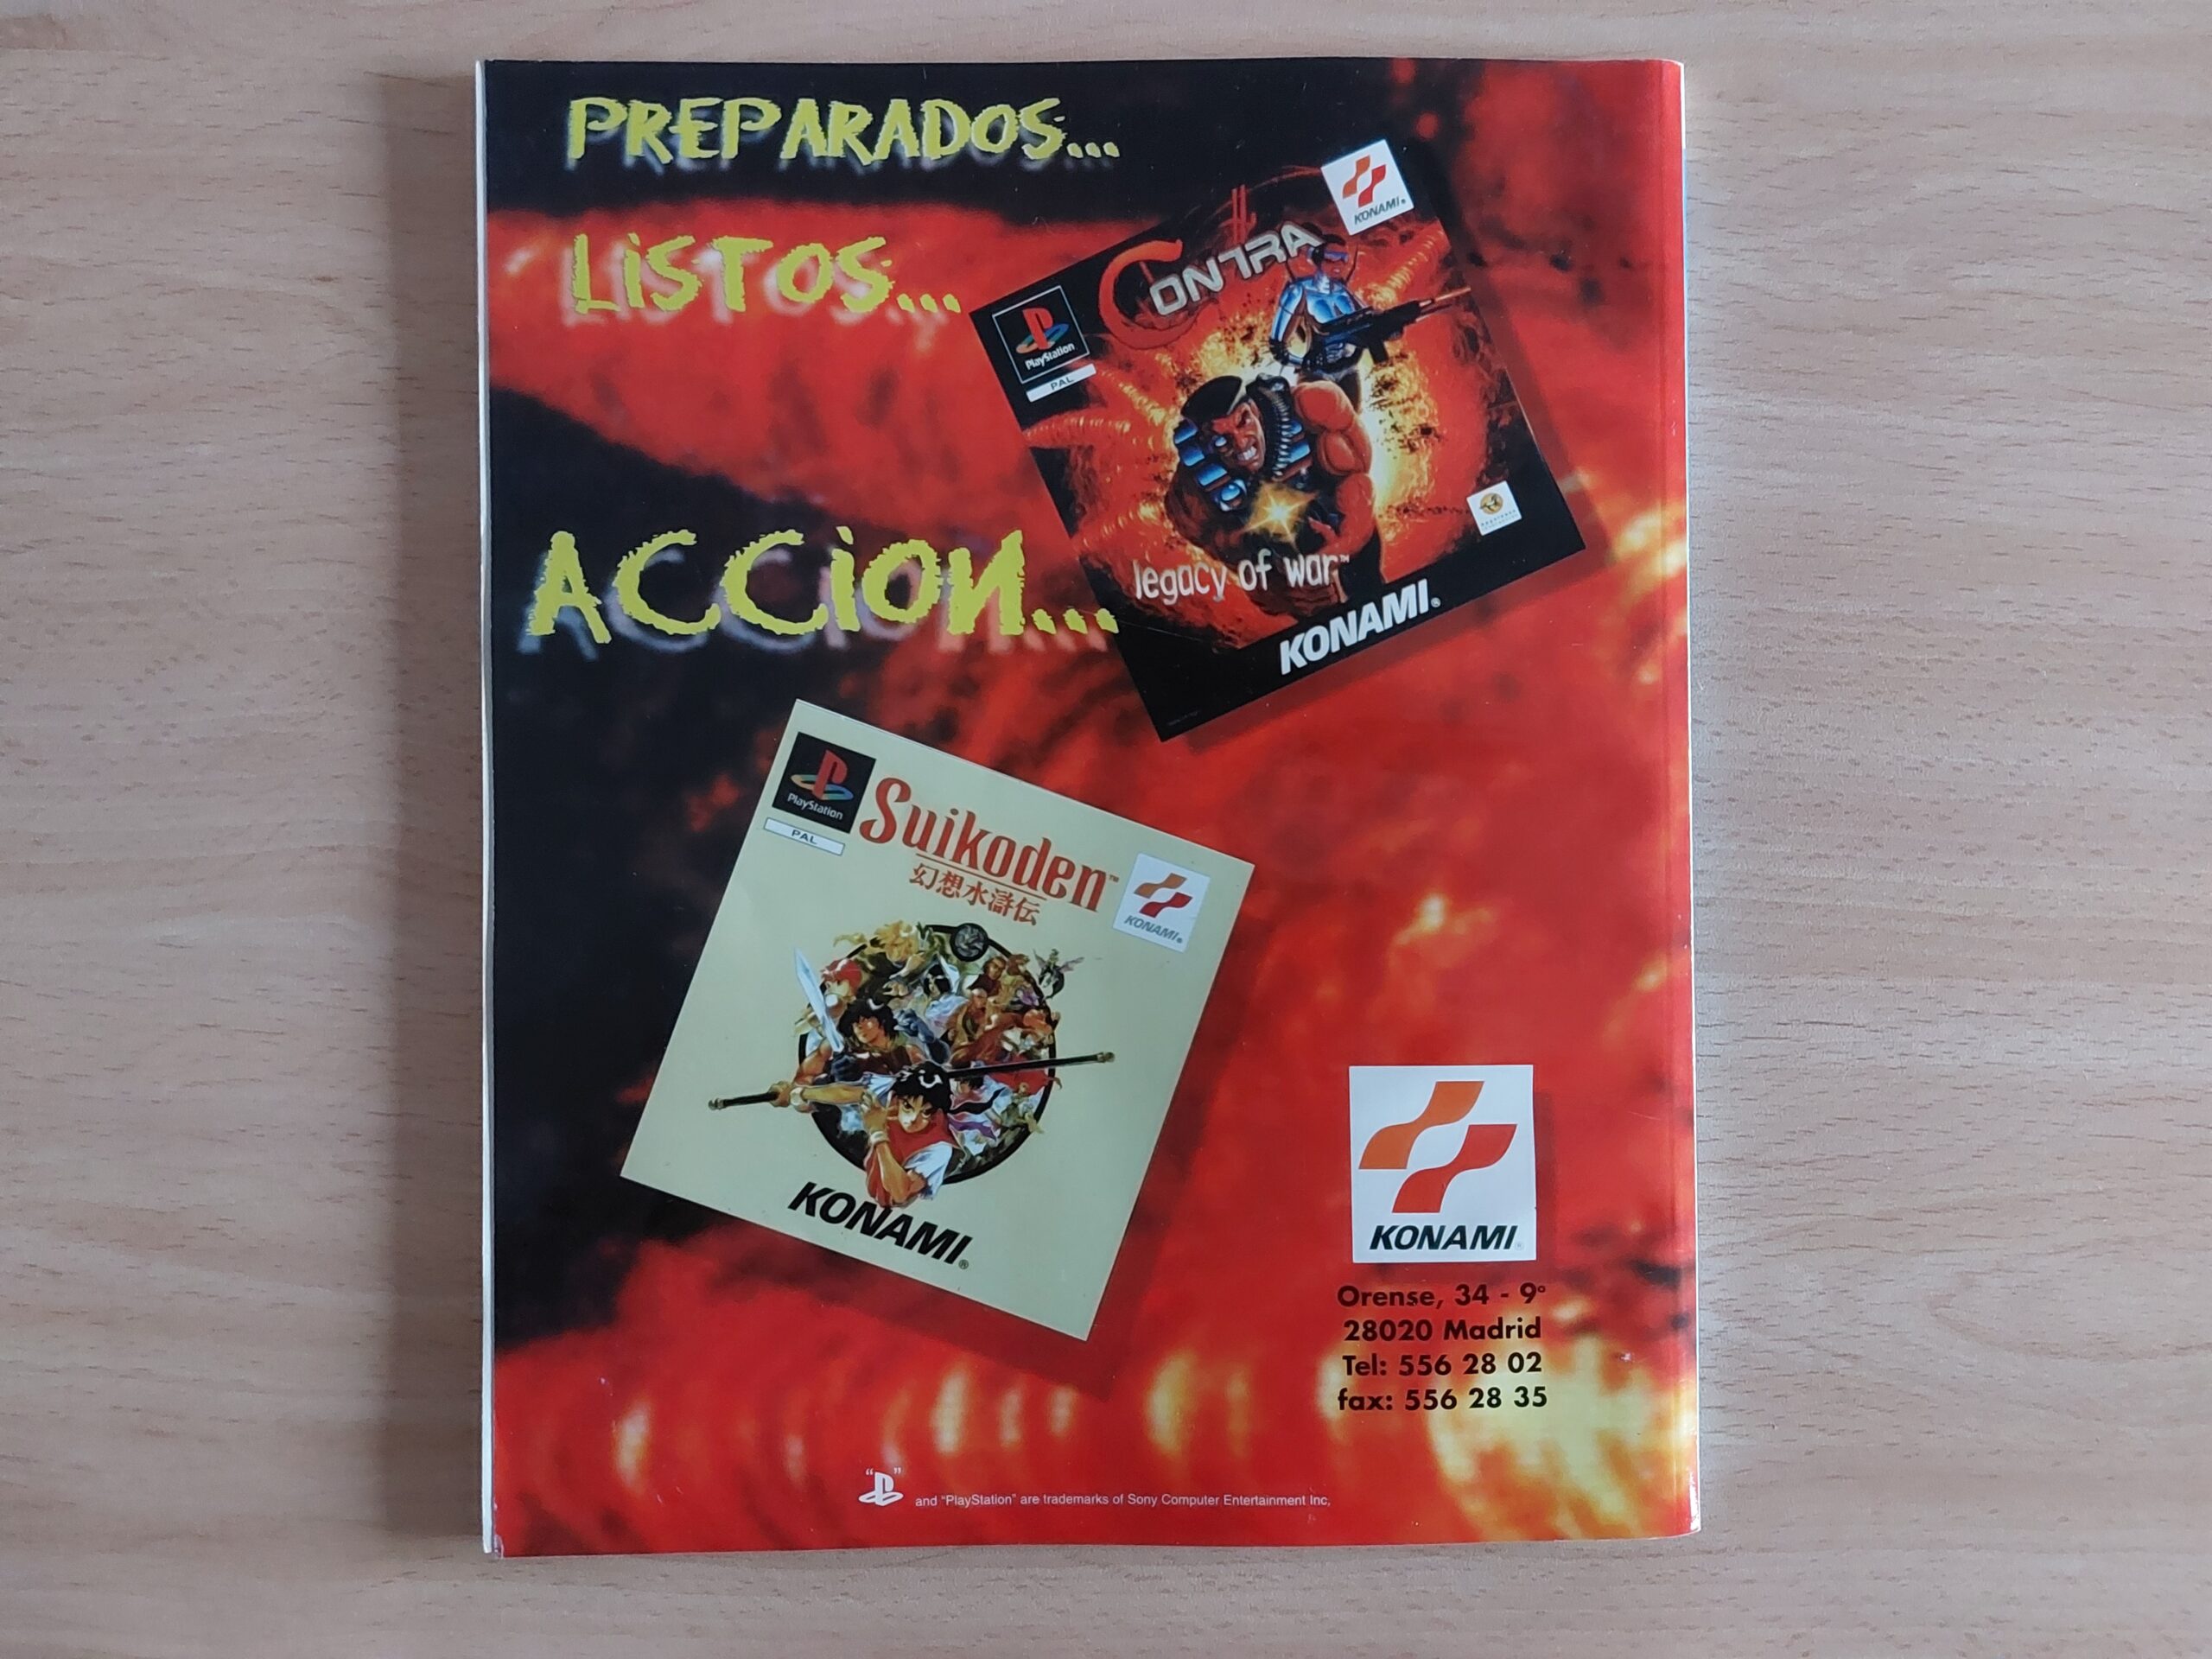 PREPARADOS...
LiSTOS...
ACCiON...
KONAMI®
CONTRA
PlayStation
PAL
legacy of war™
KONAMI®
PlayStation
PAL
Suikoden™
幻想水滸伝
KONAMI®
KONAMI®
KONAMI®
Orense, 34 - 9º
28020 Madrid
Tel: 556 28 02
fax: 556 28 35
" " and "PlayStation" are trademarks of Sony Computer Entertainment Inc,